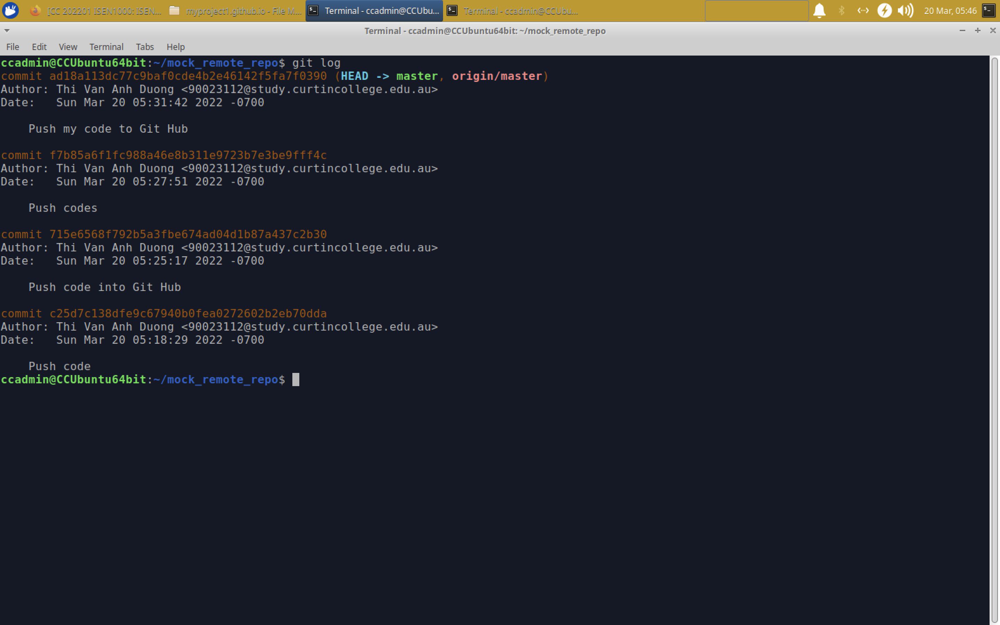 [CC 202201 ISEN1000: ISEN... myproject1.github.io - File M... Terminal - ccadmin@CCUbu... Terminal - ccadmin@CCUbu... 20 Mar, 05:46
Terminal - ccadmin@CCUbuntu64bit: ~/mock_remote_repo
File Edit View Terminal Tabs Help
ccadmin@CCUbuntu64bit:~/mock_remote_repo$ git log
commit ad18a113dc77c9baf0cde4b2e46142f5fa7f0390 (HEAD -> master, origin/master)
Author: Thi Van Anh Duong <90023112@study.curtincollege.edu.au>
Date:   Sun Mar 20 05:31:42 2022 -0700
Push my code to Git Hub
commit f7b85a6f1fc988a46e8b311e9723b7e3be9fff4c
Author: Thi Van Anh Duong <90023112@study.curtincollege.edu.au>
Date:   Sun Mar 20 05:27:51 2022 -0700
Push codes
commit 715e6568f792b5a3fbe674ad04d1b87a437c2b30
Author: Thi Van Anh Duong <90023112@study.curtincollege.edu.au>
Date:   Sun Mar 20 05:25:17 2022 -0700
Push code into Git Hub
commit c25d7c138dfe9c67940b0fea0272602b2eb70dda
Author: Thi Van Anh Duong <90023112@study.curtincollege.edu.au>
Date:   Sun Mar 20 05:18:29 2022 -0700
Push code
ccadmin@CCUbuntu64bit:~/mock_remote_repo$